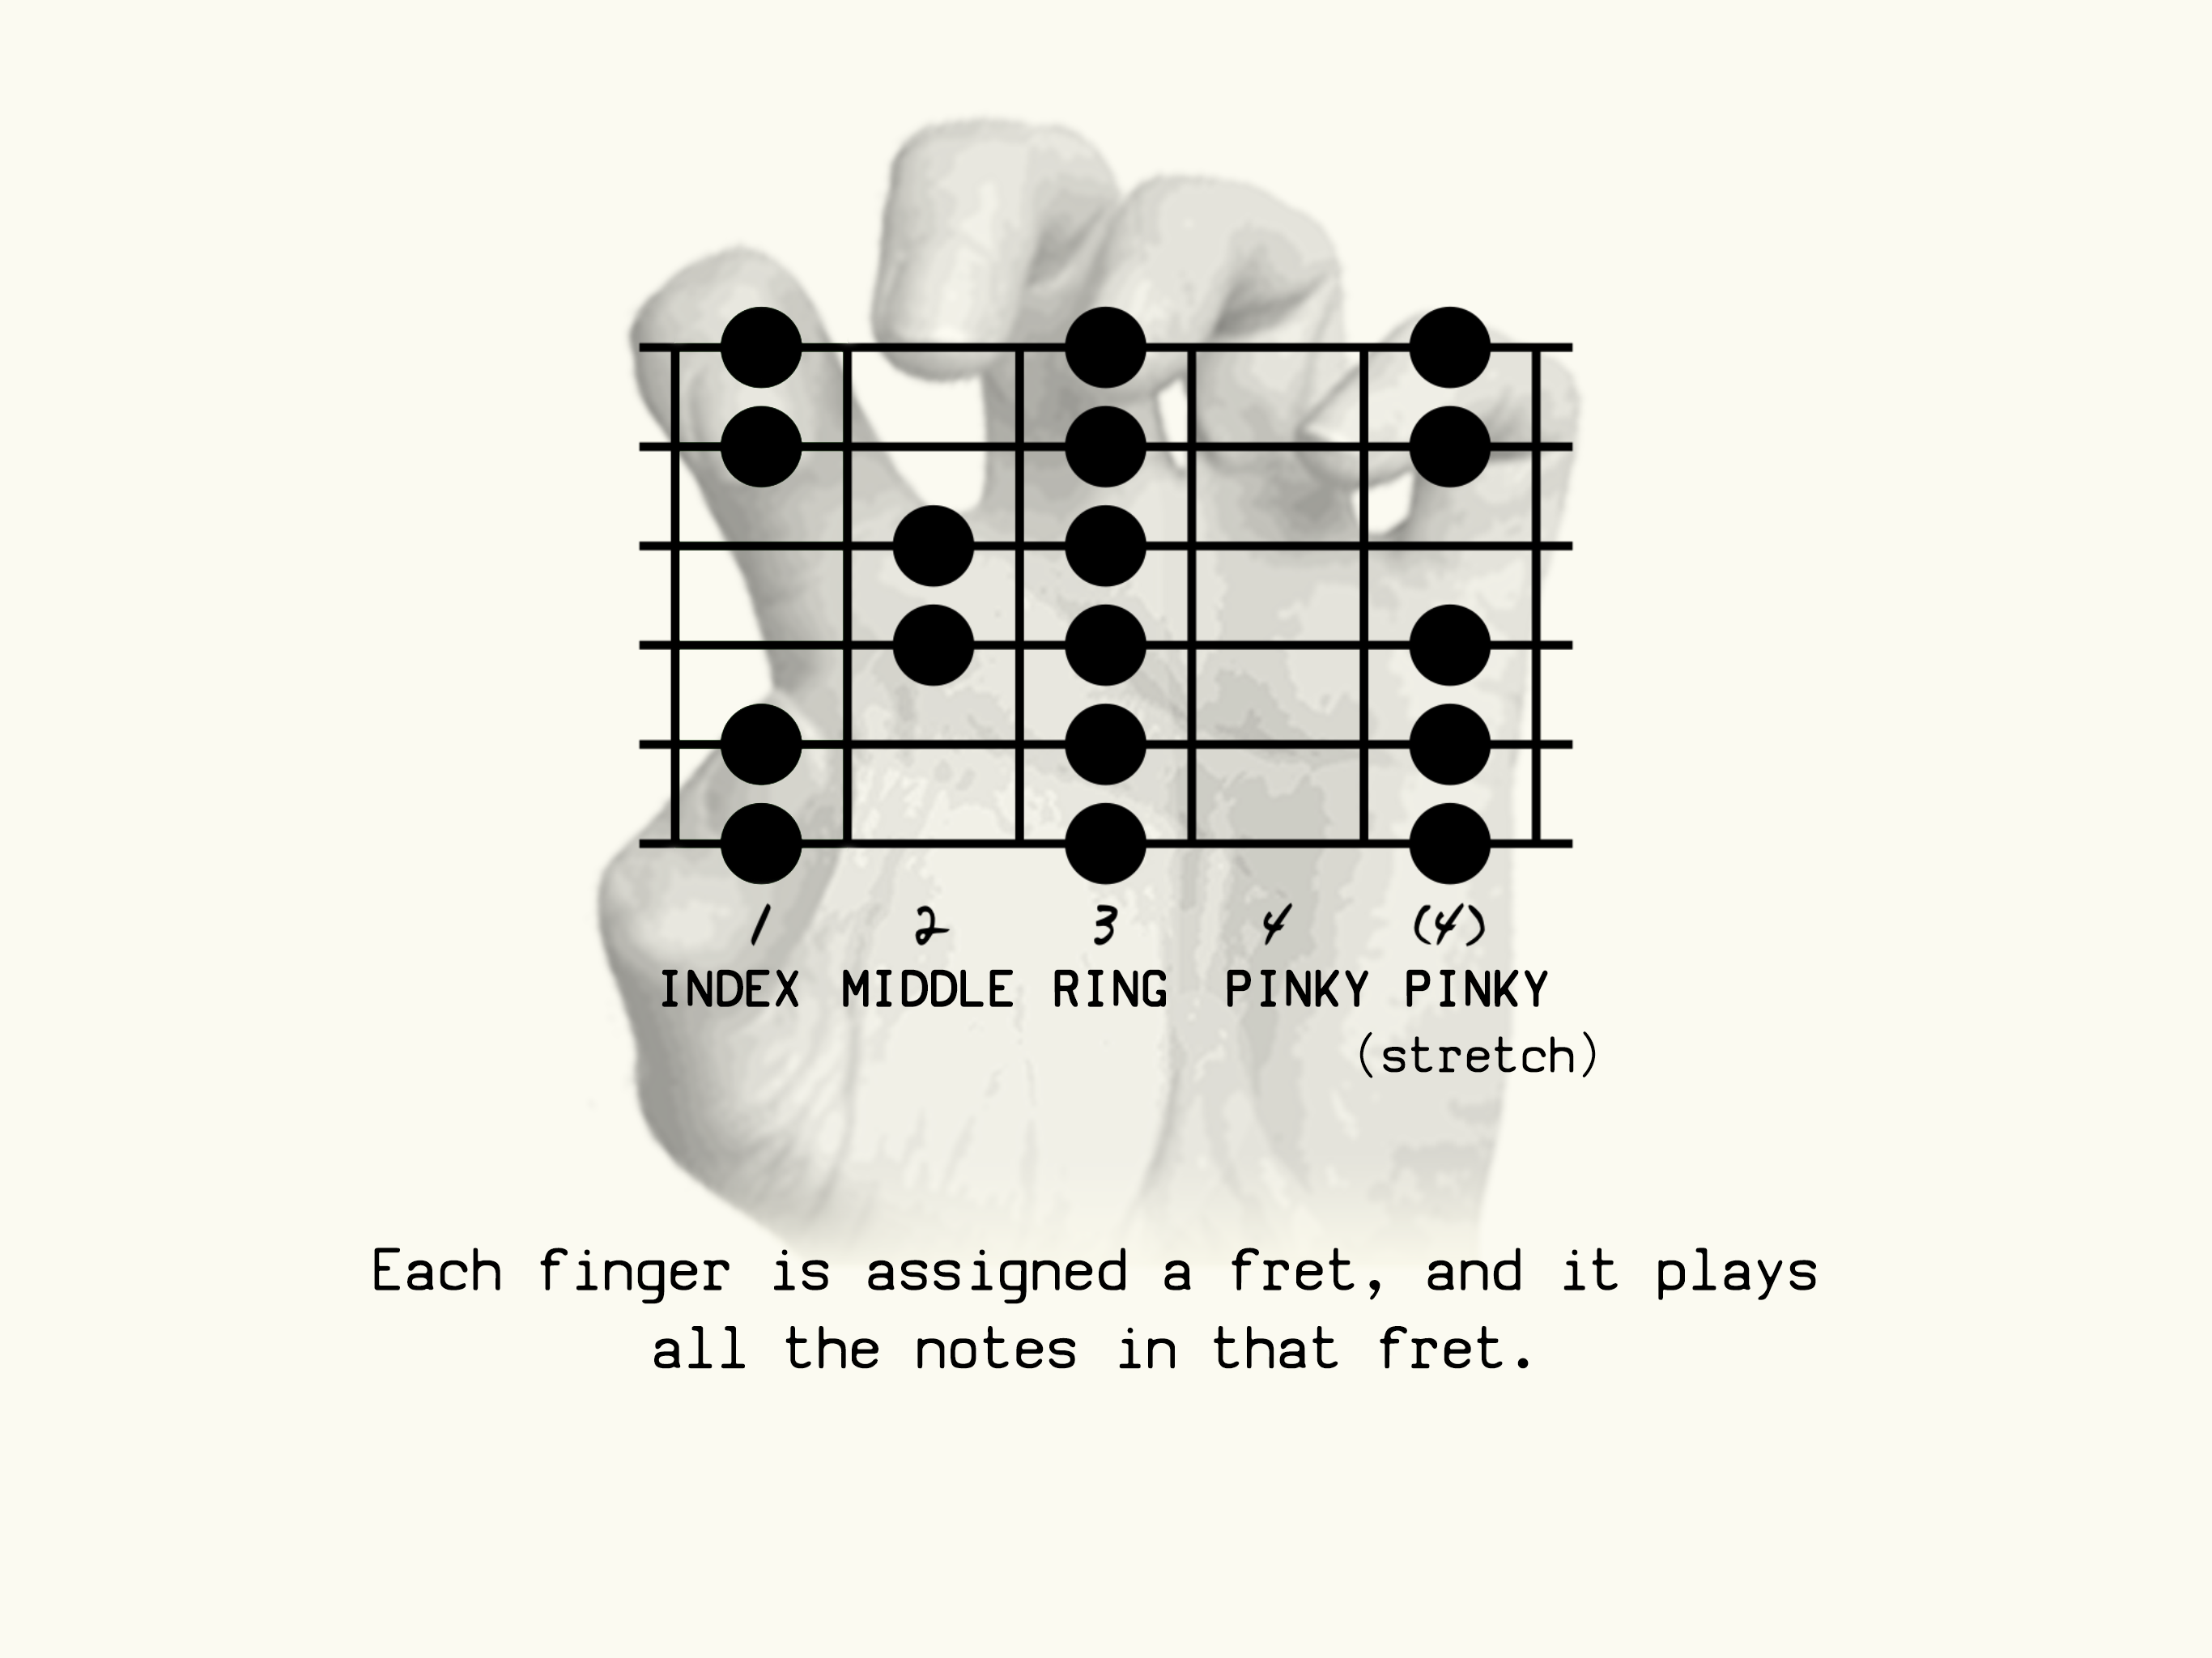 1 2 3 4 (4)
INDEX MIDDLE RING PINKY PINKY
(stretch)
Each finger is assigned a fret, and it plays
all the notes in that fret.